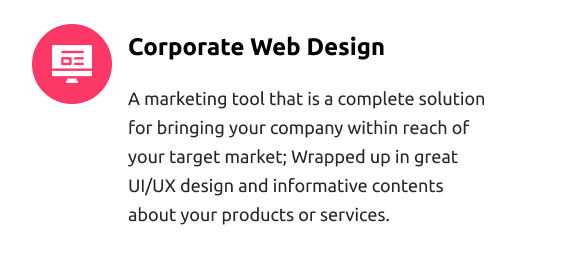 Corporate Web Design
A marketing tool that is a complete solution
for bringing your company within reach of
your target market; Wrapped up in great
UI/UX design and informative contents
about your products or services.